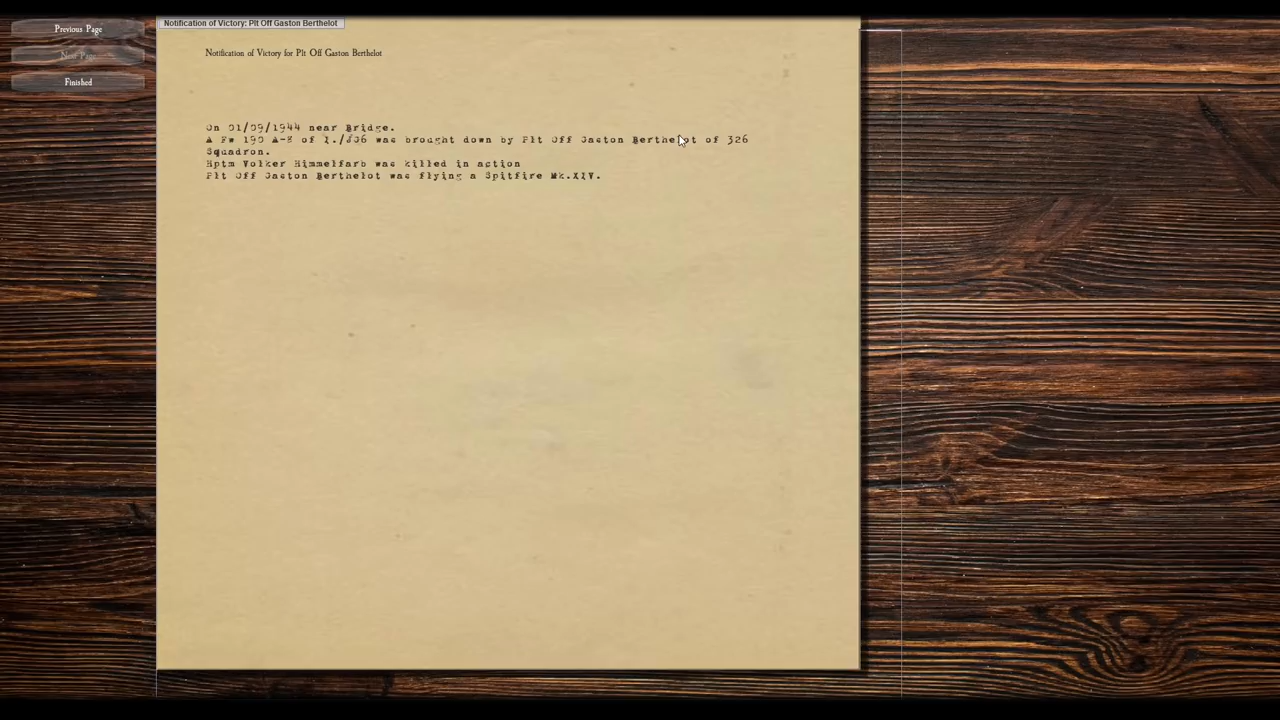 Previous Page
Next Page
Finished
Notification of Victory: Plt Off Gaston Berthelot
Notification of Victory for Plt Off Gaston Berthelot
On 01/09/1944 near Bridge.
A Fw 190 A-8 of was brought down by Plt Off Gaston Berthelot of 326
Squadron.
Hptm Volker Himmelfarb was killed in action
Plt Off Gaston Berthelot was flying a Spitfire Mk.XIV.